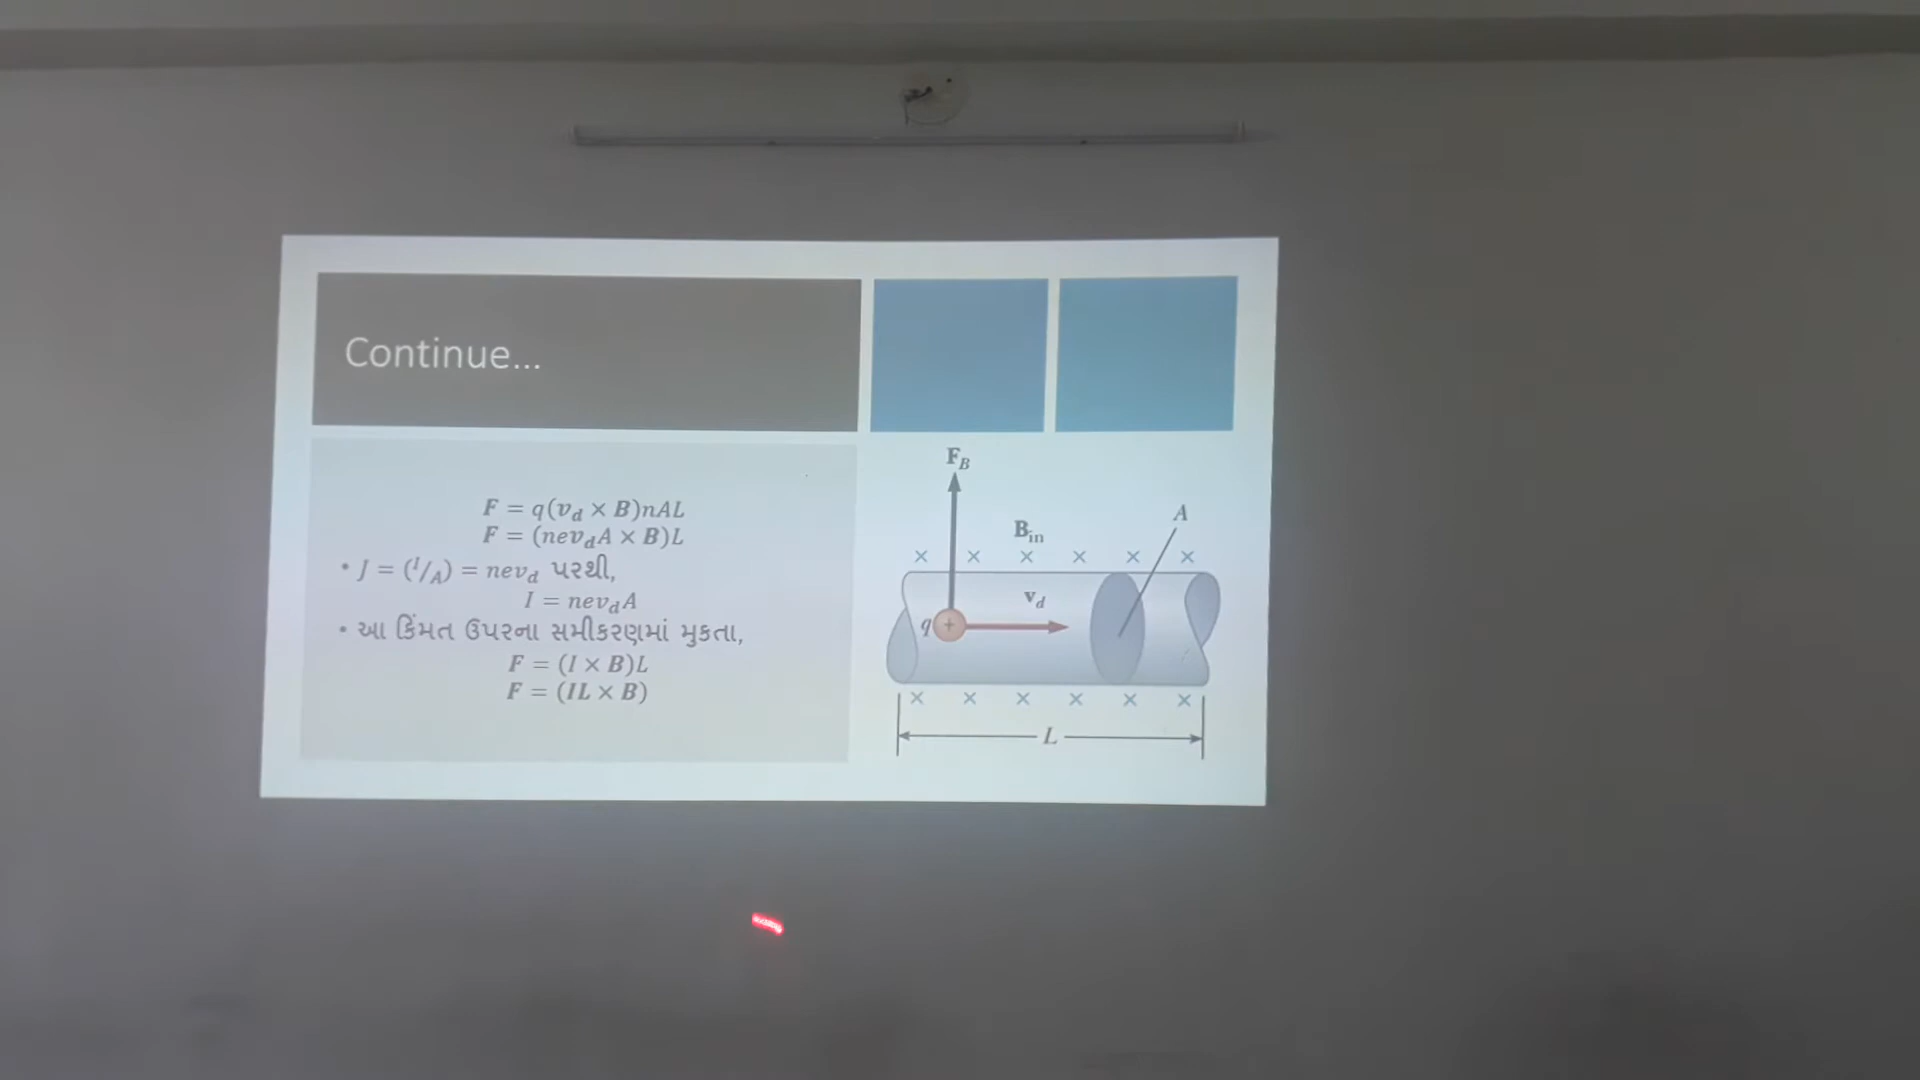 Continue...
F = q(v_d × B)nAL
F = (nev_dA × B)L
• J = (I/A) = nev_d પરથી,
I = nev_dA
• આ કિંમત ઉપરના સમીકરણમાં મુકતા,
F = (I × B)L
F = (IL × B)
F_B
B_in
A
× × × × × ×
v_d
q +
× × × × × ×
L